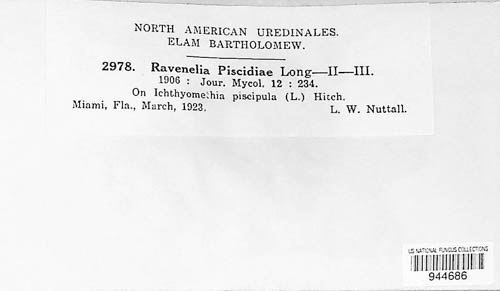 NORTH AMERICAN UREDINALES.
ELAM BARTHOLOMEW.
2978. Ravenelia Piscidiae Long—II—III.
1906 : Jour. Mycol. 12 : 234.
On Ichthyomethia piscipula (L.) Hitch.
Miami, Fla., March, 1923. L. W. Nuttall.
US NATIONAL FUNGUS COLLECTIONS
944686